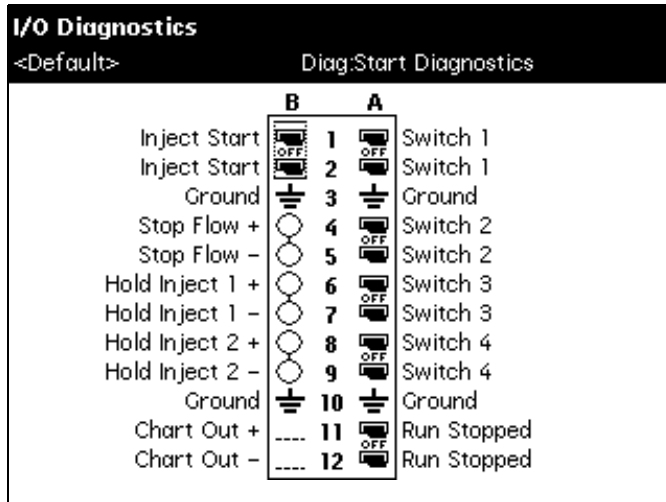 I/O Diagnostics
<Default> Diag:Start Diagnostics
B A
Inject Start 1 Switch 1
OFF OFF
Inject Start 2 Switch 1
Ground 3 Ground
Stop Flow + 4 Switch 2
OFF
Stop Flow – 5 Switch 2
Hold Inject 1 + 6 Switch 3
OFF
Hold Inject 1 – 7 Switch 3
Hold Inject 2 + 8 Switch 4
OFF
Hold Inject 2 – 9 Switch 4
Ground 10 Ground
Chart Out + ---- 11 Run Stopped
OFF
Chart Out – ---- 12 Run Stopped